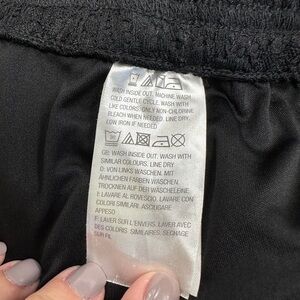 WASH INSIDE OUT. MACHINE WASH
COLD GENTLE CYCLE. WASH WITH
LIKE COLORS. ONLY NON-CHLORINE
BLEACH WHEN NEEDED. LINE DRY.
LOW IRON IF NEEDED
GB: WASH INSIDE OUT. WASH WITH
SIMILAR COLOURS. LINE DRY.
D: VON LINKS WASCHEN. MIT
ÄHNLICHEN FARBEN WASCHEN.
TROCKNEN AUF DER WÄSCHELEINE
I: LAVARE AL ROVESCIO. LAVARE CON
COLORI SIMILARI. ASCIUGARE
APPESO
F: LAVER SUR L'ENVERS. LAVER AVEC
DES COLORIS SIMILAIRES. SÉCHAGE
SUR FIL